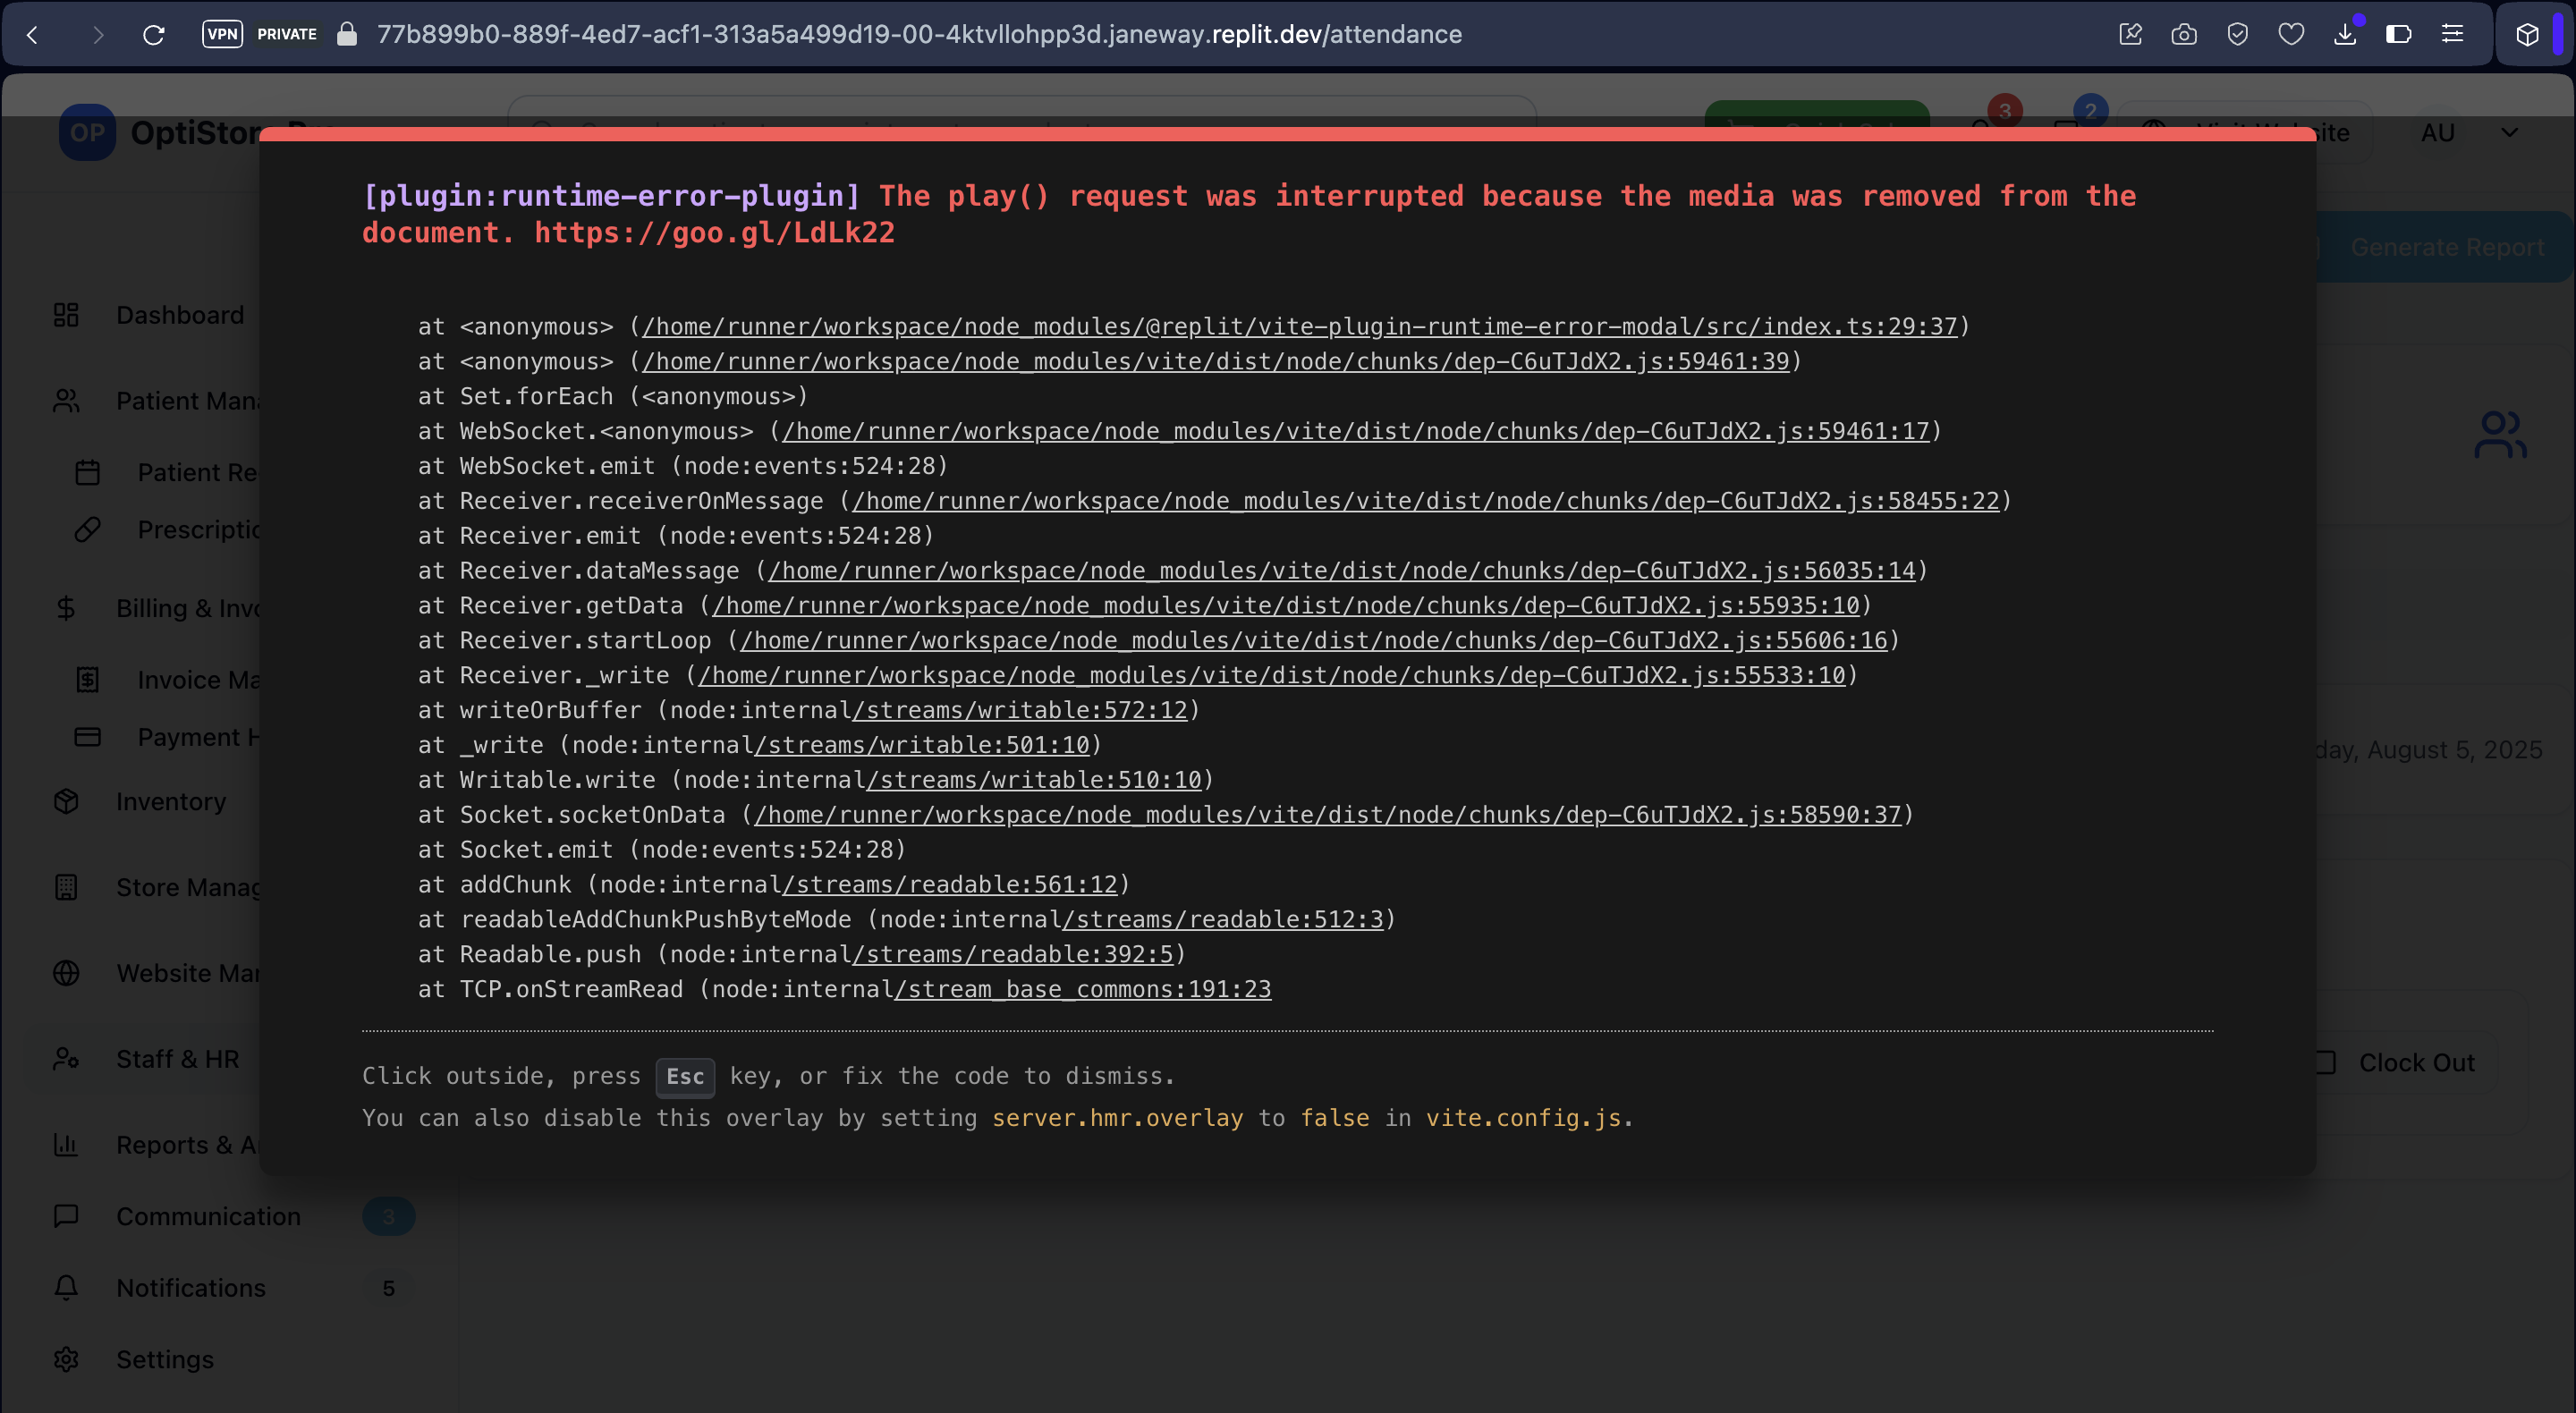 VPN PRIVATE 77b899b0-889f-4ed7-acf1-313a5a499d19-00-4ktvllohpp3d.janeway.replit.dev/attendance
OP OptiStore 3 2 Visit Website AU
[plugin:runtime-error-plugin] The play() request was interrupted because the media was removed from the
document. https://goo.gl/LdLk22
Generate Report
at <anonymous> (/home/runner/workspace/node_modules/@replit/vite-plugin-runtime-error-modal/src/index.ts:29:37)
at <anonymous> (/home/runner/workspace/node_modules/vite/dist/node/chunks/dep-C6uTJdX2.js:59461:39)
at Set.forEach (<anonymous>)
at WebSocket.<anonymous> (/home/runner/workspace/node_modules/vite/dist/node/chunks/dep-C6uTJdX2.js:59461:17)
at WebSocket.emit (node:events:524:28)
at Receiver.receiverOnMessage (/home/runner/workspace/node_modules/vite/dist/node/chunks/dep-C6uTJdX2.js:58455:22)
at Receiver.emit (node:events:524:28)
at Receiver.dataMessage (/home/runner/workspace/node_modules/vite/dist/node/chunks/dep-C6uTJdX2.js:56035:14)
at Receiver.getData (/home/runner/workspace/node_modules/vite/dist/node/chunks/dep-C6uTJdX2.js:55935:10)
at Receiver.startLoop (/home/runner/workspace/node_modules/vite/dist/node/chunks/dep-C6uTJdX2.js:55606:16)
at Receiver._write (/home/runner/workspace/node_modules/vite/dist/node/chunks/dep-C6uTJdX2.js:55533:10)
at writeOrBuffer (node:internal/streams/writable:572:12)
at _write (node:internal/streams/writable:501:10)
at Writable.write (node:internal/streams/writable:510:10)
at Socket.socketOnData (/home/runner/workspace/node_modules/vite/dist/node/chunks/dep-C6uTJdX2.js:58590:37)
at Socket.emit (node:events:524:28)
at addChunk (node:internal/streams/readable:561:12)
at readableAddChunkPushByteMode (node:internal/streams/readable:512:3)
at Readable.push (node:internal/streams/readable:392:5)
at TCP.onStreamRead (node:internal/stream_base_commons:191:23
Click outside, press Esc key, or fix the code to dismiss.
You can also disable this overlay by setting server.hmr.overlay to false in vite.config.js.
Dashboard
Patient
Patient
Billing &
Invoice
Payment
Inventory
Store
Website
Staff & HR
Reports &
Communication 3
Notifications 5
Settings
August 5, 2025
Clock Out